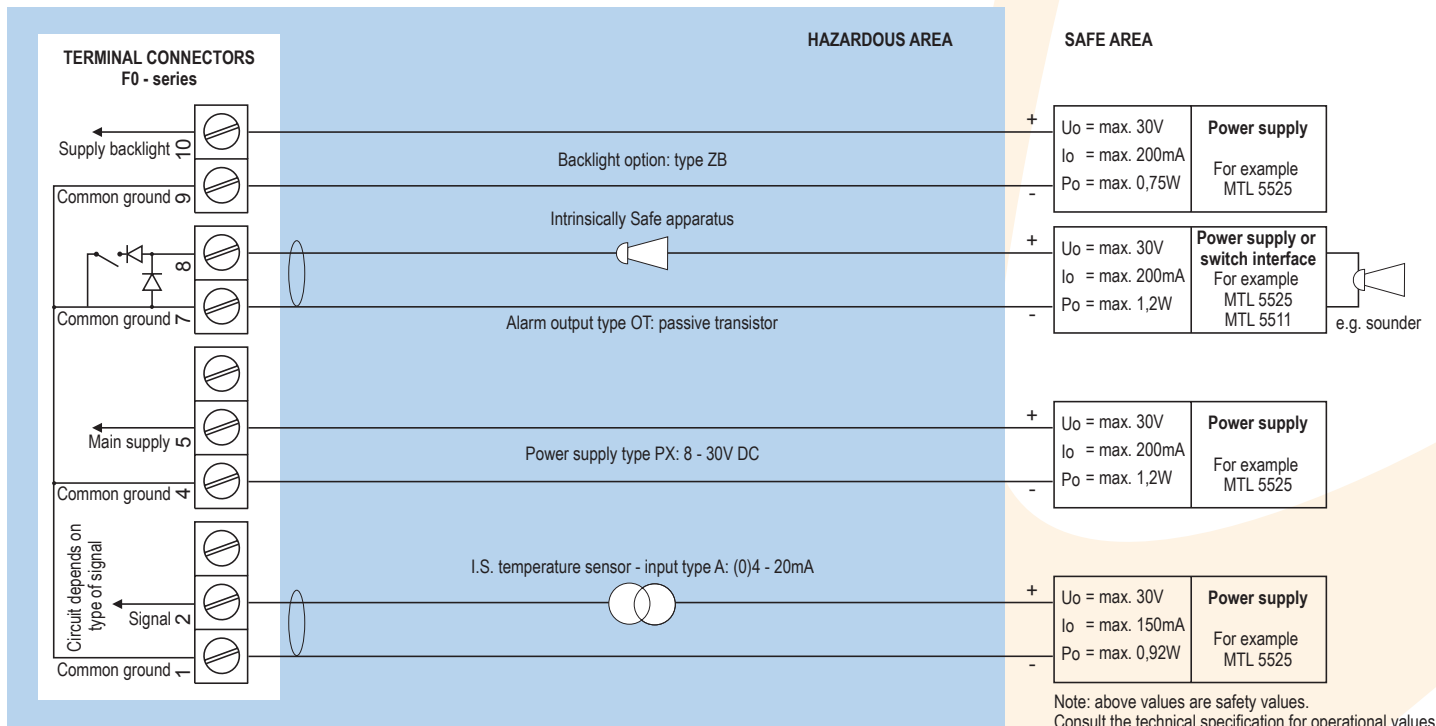 HAZARDOUS AREA
SAFE AREA
TERMINAL CONNECTORS
F0 - series
Supply backlight 10
Common ground 9
Backlight option: type ZB
+
-
Uo = max. 30V
Io = max. 200mA
Po = max. 0,75W
Power supply
For example
MTL 5525
8
Common ground 7
Intrinsically Safe apparatus
Alarm output type OT: passive transistor
+
-
Uo = max. 30V
Io = max. 200mA
Po = max. 1,2W
Power supply or
switch interface
For example
MTL 5525
MTL 5511
e.g. sounder
Main supply 5
Common ground 4
Power supply type PX: 8 - 30V DC
+
-
Uo = max. 30V
Io = max. 200mA
Po = max. 1,2W
Power supply
For example
MTL 5525
Circuit depends on
type of signal
Signal 2
Common ground 1
I.S. temperature sensor - input type A: (0)4 - 20mA
+
-
Uo = max. 30V
Io = max. 150mA
Po = max. 0,92W
Power supply
For example
MTL 5525
Note: above values are safety values.
Consult the technical specification for operational values